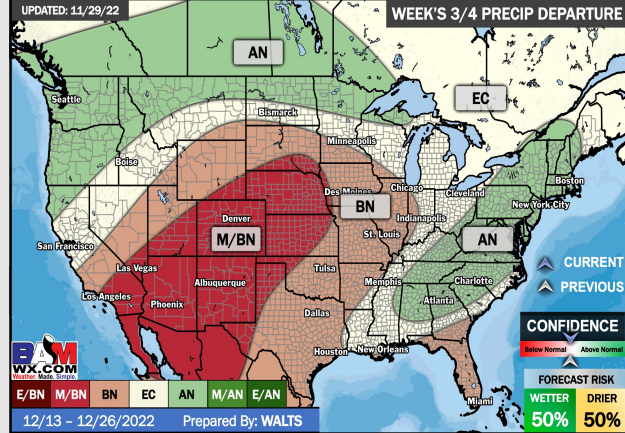 UPDATED: 11/29/22
WEEK'S 3/4 PRECIP DEPARTURE
AN
EC
Seattle
Bismarck
Minneapolis
Boise
Boston
Des Moines
Chicago
Cleveland
New York City
BN
Denver
Indianapolis
M/BN
St. Louis
AN
San Francisco
CURRENT
Las Vegas
Tulsa
Albuquerque
Memphis
Charlotte
PREVIOUS
Los Angeles
Phoenix
Atlanta
Dallas
CONFIDENCE
Below Normal
Above Normal
Houston
New Orleans
BAM
WX.COM
Weather. Made. Simple.
FORECAST RISK
E/BN M/BN BN EC AN M/AN E/AN
Miami
WETTER
50%
DRIER
50%
12/13 – 12/26/2022
Prepared By: WALTS